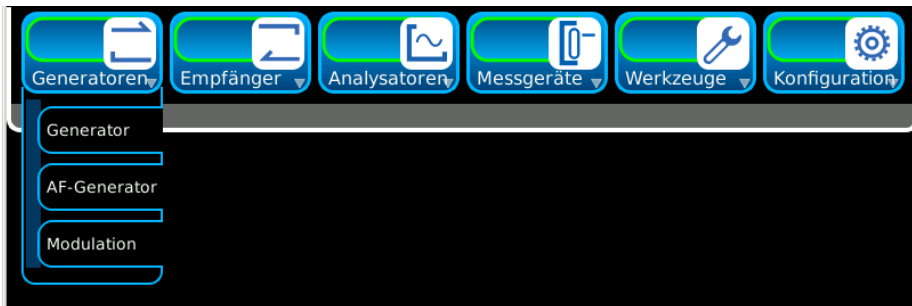 Generatoren
Empfänger
Analysatoren
Messgeräte
Werkzeuge
Konfiguration
Generator
AF-Generator
Modulation